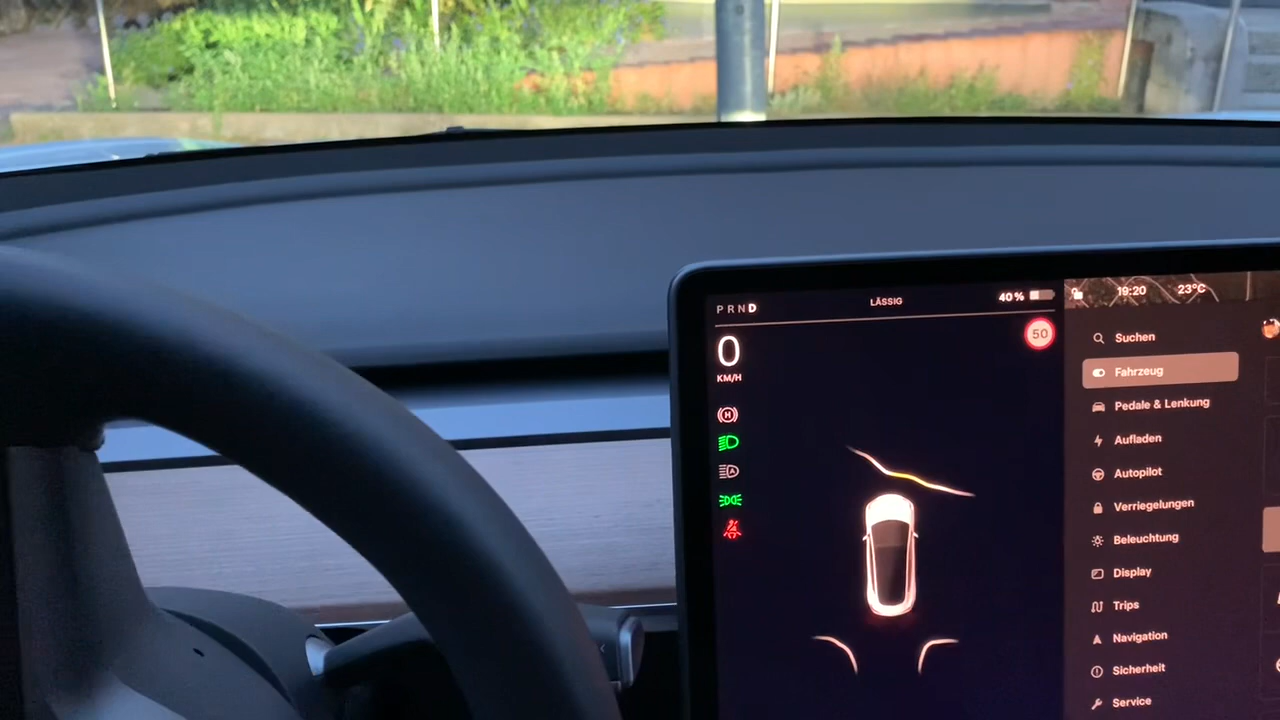 PRND
LÄSSIG
40 %
19:20
23°C
0
KM/H
50
H
A
Suchen
Fahrzeug
Pedale & Lenkung
Aufladen
Autopilot
Verriegelungen
Beleuchtung
Display
Trips
Navigation
Sicherheit
Service